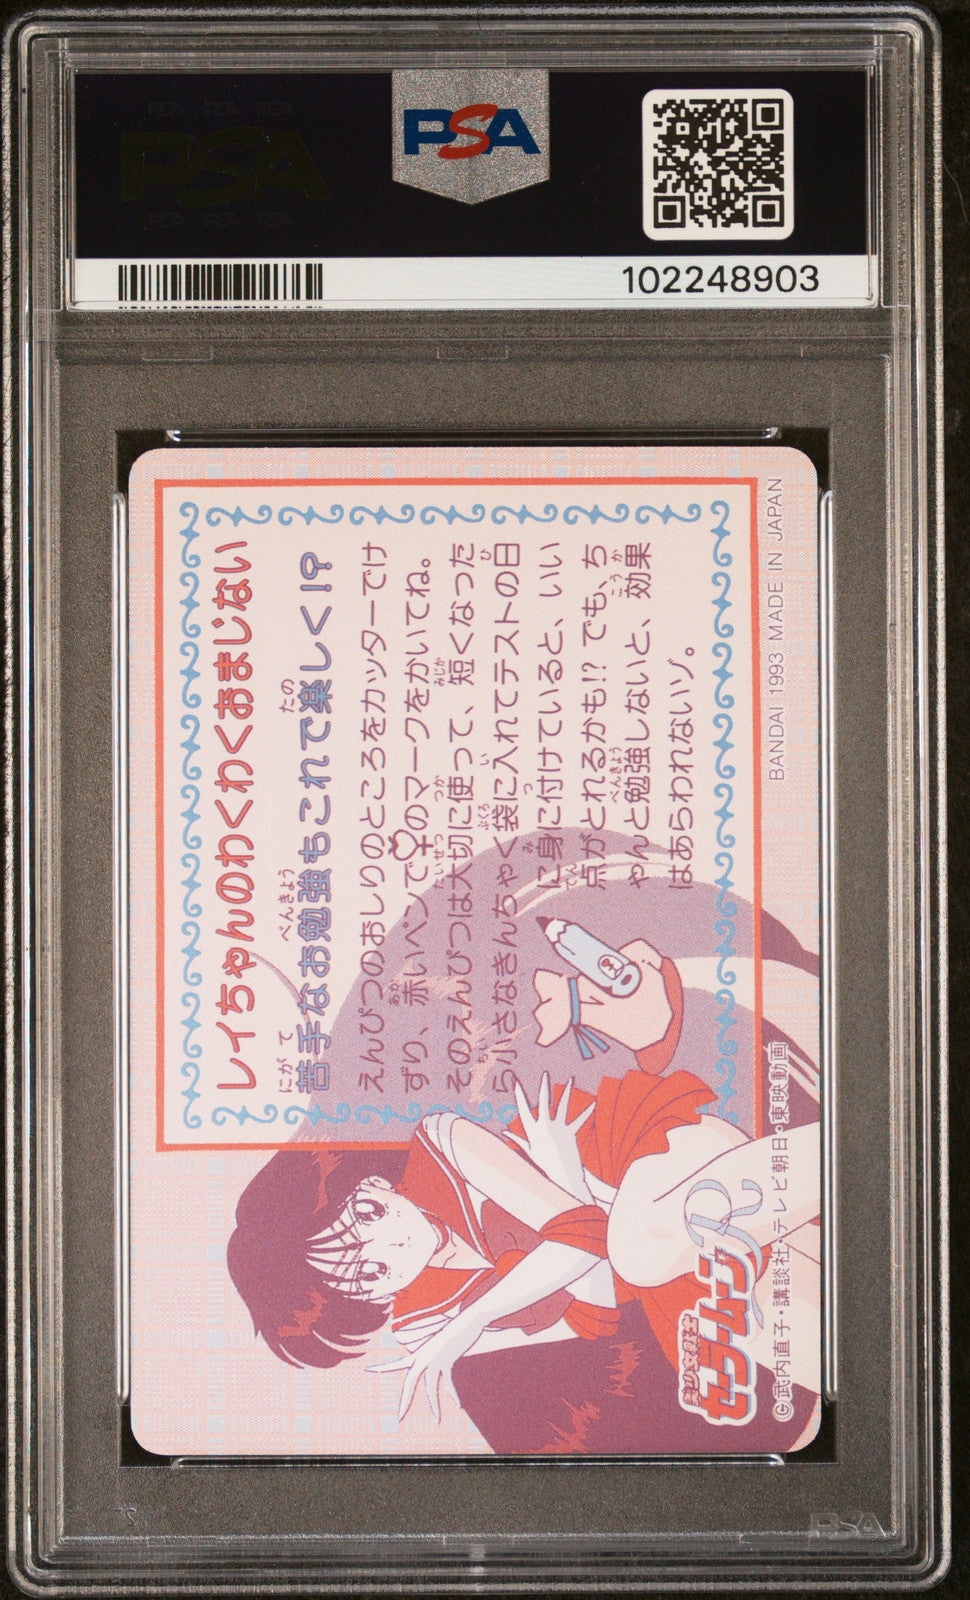 PSA
102248903
レイちゃんのわくわくおまじない
苦手なお勉強もこれで楽しく!?
えんぴつのおしりのところをカッターでけ
ずり、赤いペンで♀のマークをかいてね。
そのえんぴつは大切に使って、短くなった
ら小さなきんちゃく袋に入れてテストの日
に身に付けていると、いい
点がとれるかも!?でも、ち
ゃんと勉強しないと、効果
はあらわれないゾ。
美少女戦士
セーラームーンR
©武内直子・講談社・テレビ朝日・東映動画
BANDAI 1993 MADE IN JAPAN
PSA